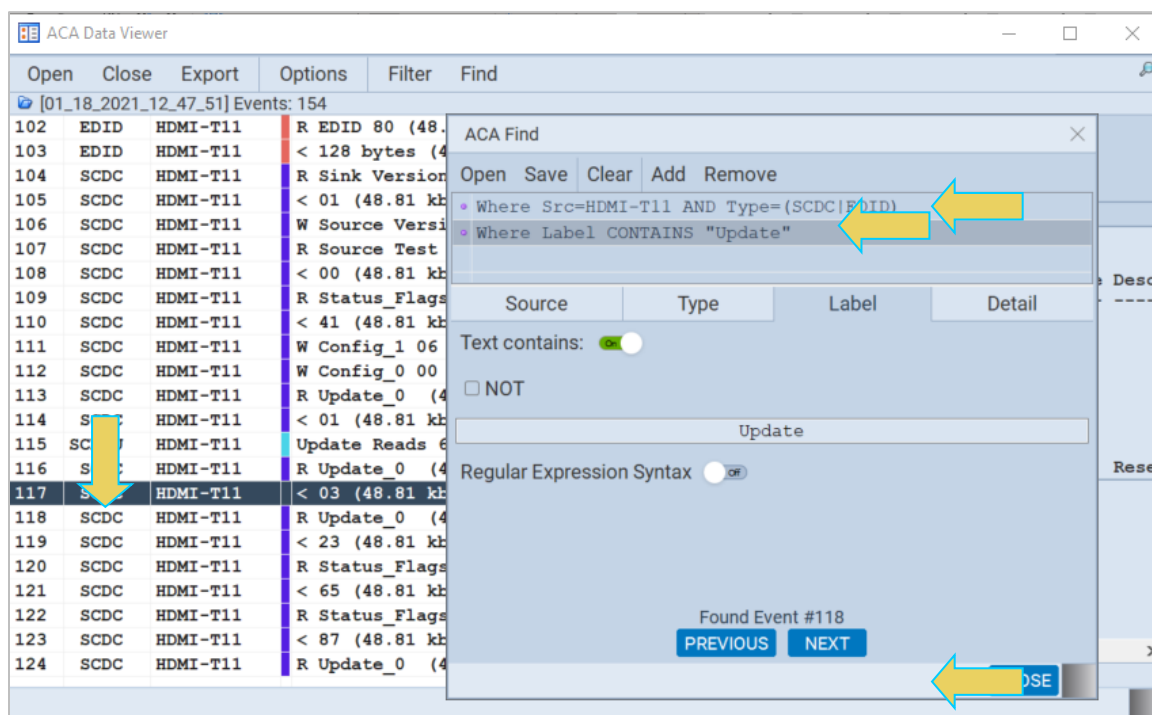 ACA Data Viewer
Open Close Export Options Filter Find
[01_18_2021_12_47_51] Events: 154
102 EDID HDMI-T11 R EDID 80 (48.
103 EDID HDMI-T11 < 128 bytes (4
104 SCDC HDMI-T11 R Sink Version
105 SCDC HDMI-T11 < 01 (48.81 kb
106 SCDC HDMI-T11 W Source Versi
107 SCDC HDMI-T11 R Source Test
108 SCDC HDMI-T11 < 00 (48.81 kb
109 SCDC HDMI-T11 R Status_Flags
110 SCDC HDMI-T11 < 41 (48.81 kb
111 SCDC HDMI-T11 W Config_1 06
112 SCDC HDMI-T11 W Config_0 00
113 SCDC HDMI-T11 R Update_0 (4
114 HDMI-T11 < 01 (48.81 kb
115 HDMI-T11 Update Reads 6
116 HDMI-T11 R Update_0 (4
117 HDMI-T11 < 03 (48.81 kb
118 SCDC HDMI-T11 R Update_0 (4
119 SCDC HDMI-T11 < 23 (48.81 kb
120 SCDC HDMI-T11 R Status_Flags
121 SCDC HDMI-T11 < 65 (48.81 kb
122 SCDC HDMI-T11 R Status_Flags
123 SCDC HDMI-T11 < 87 (48.81 kb
124 SCDC HDMI-T11 R Update_0 (4
ACA Find
Open Save Clear Add Remove
Where Src=HDMI-T11 AND Type=(SCDC|EDID)
Where Label CONTAINS "Update"
Source Type Label Detail
Text contains: On
NOT
Update
Regular Expression Syntax Off
Found Event #118
PREVIOUS NEXT
Desc
----
Rese